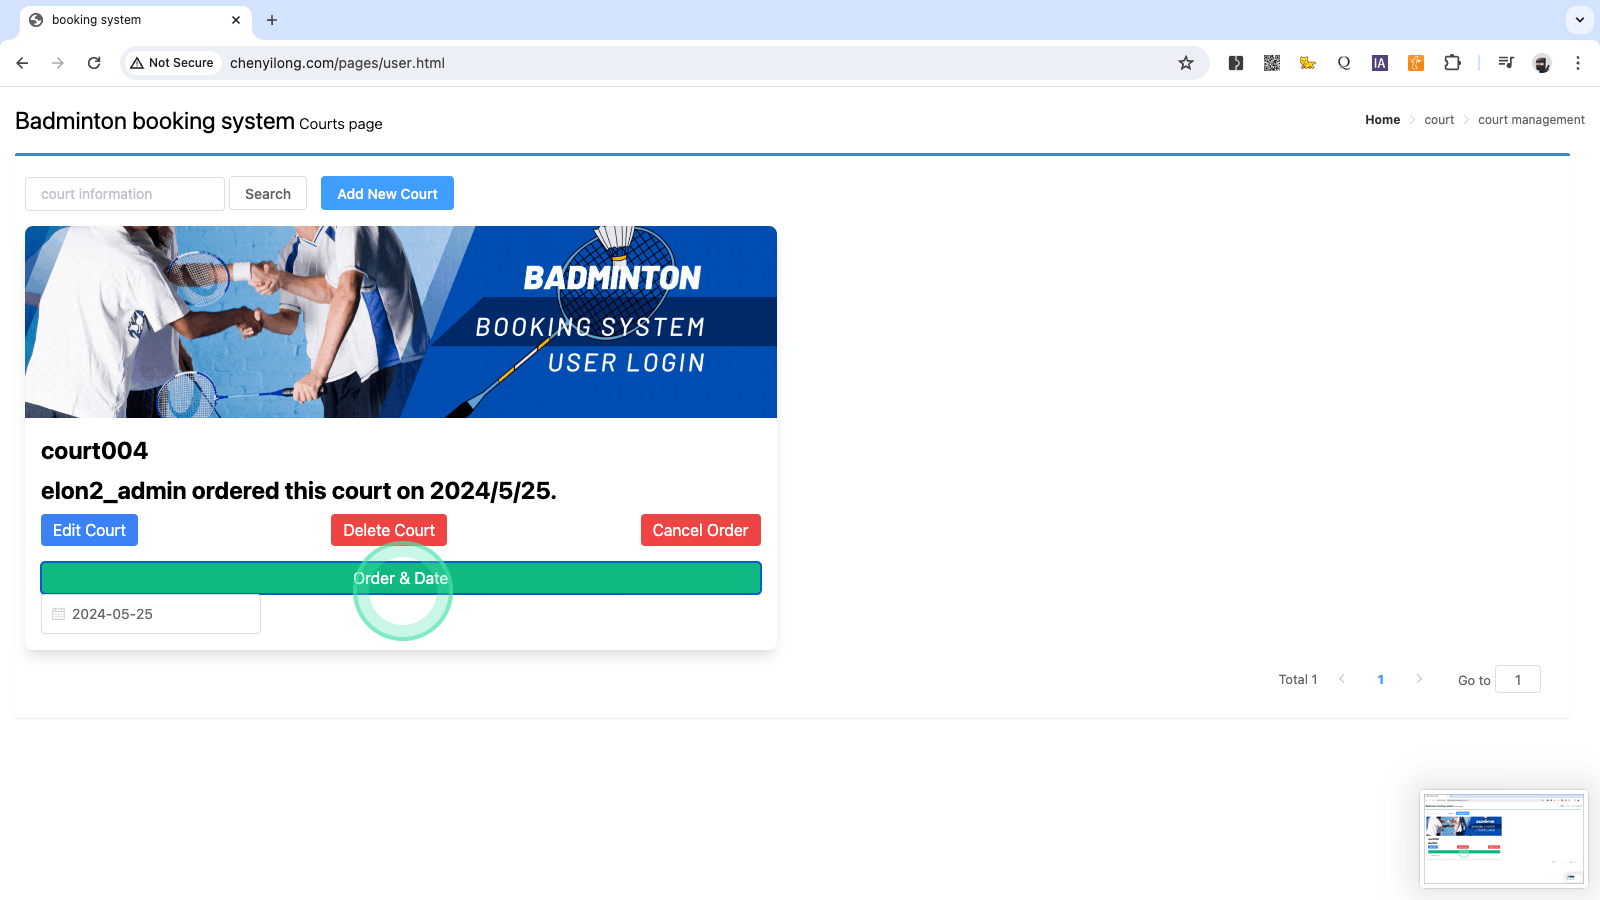 booking system
Not Secure chenyilong.com/pages/user.html
Badminton booking system Courts page
Home court court management
court information Search Add New Court
BADMINTON
BOOKING SYSTEM
USER LOGIN
court004
elon2_admin ordered this court on 2024/5/25.
Edit Court Delete Court Cancel Order
Order & Date
2024-05-25
Total 1 1 Go to 1